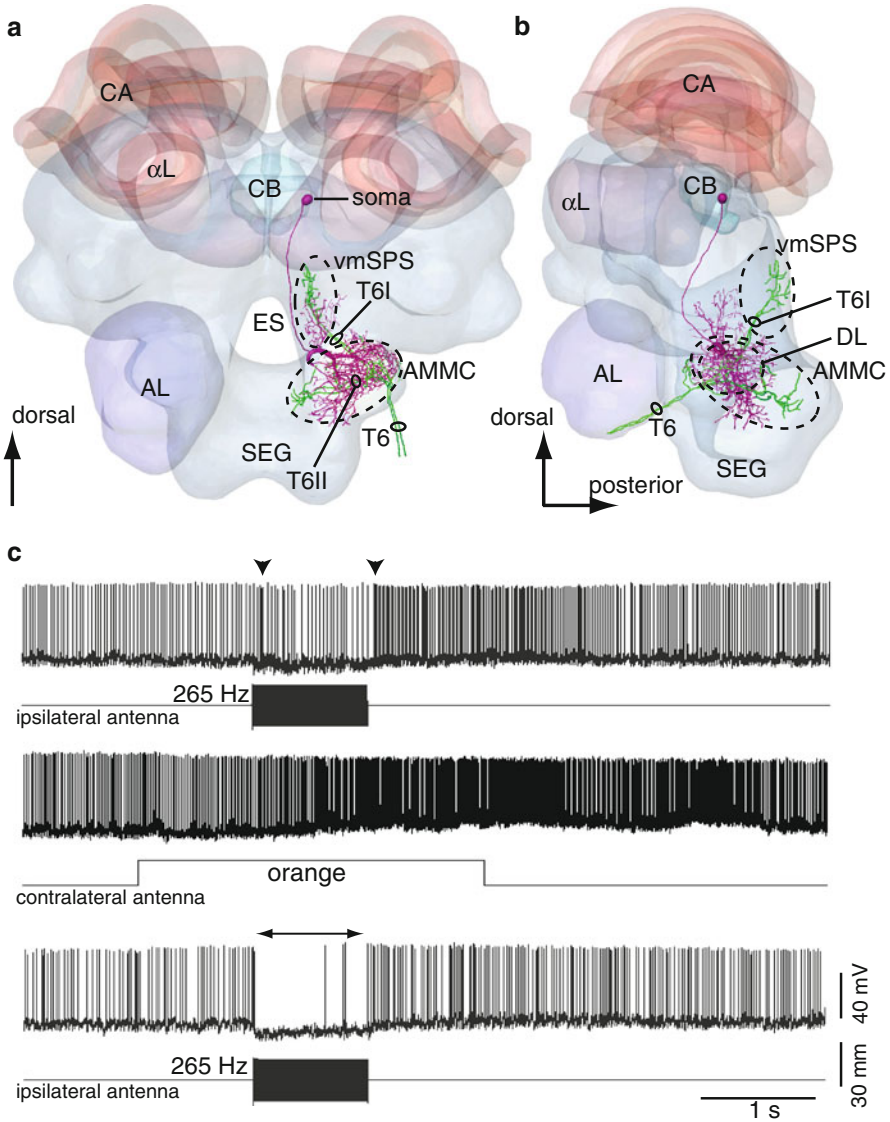 a
CA
αL
CB
soma
vmSPS
T6I
ES
AMMC
AL
dorsal
SEG
T6
T6II
b
CA
αL
CB
vmSPS
T6I
DL
AMMC
AL
dorsal
T6
SEG
posterior
c
265 Hz
ipsilateral antenna
orange
contralateral antenna
40 mV
265 Hz
ipsilateral antenna
30 mm
1 s